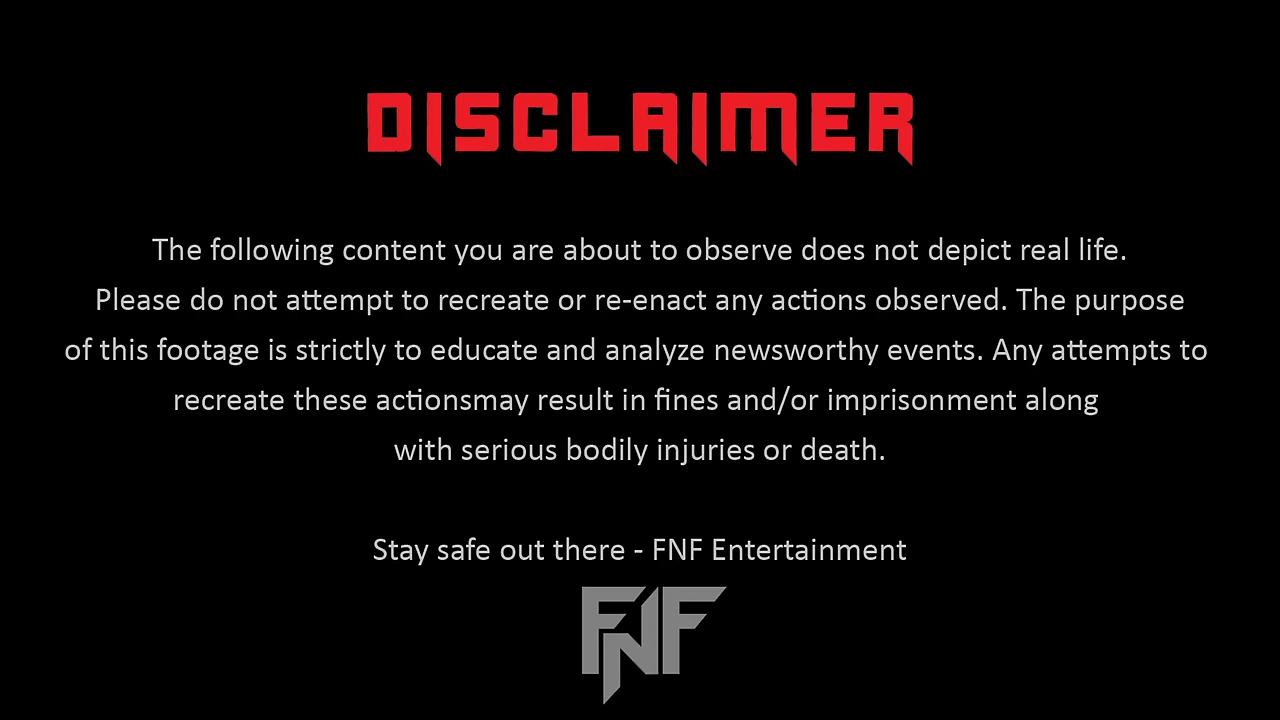 DISCLAIMER
The following content you are about to observe does not depict real life.
Please do not attempt to recreate or re-enact any actions observed. The purpose
of this footage is strictly to educate and analyze newsworthy events. Any attempts to
recreate these actionsmay result in fines and/or imprisonment along
with serious bodily injuries or death.
Stay safe out there - FNF Entertainment
FNF